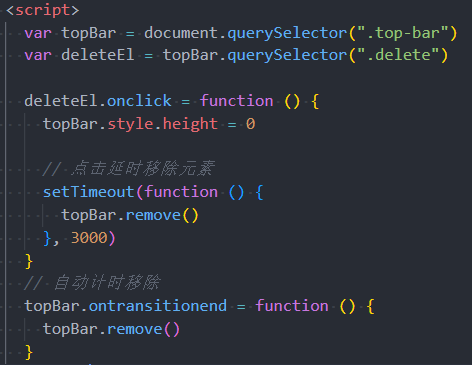 <script>
var topBar = document.querySelector(".top-bar")
var deleteEl = topBar.querySelector(".delete")
deleteEl.onclick = function () {
topBar.style.height = 0
// 点击延时移除元素
setTimeout(function () {
topBar.remove()
}, 3000)
}
// 自动计时移除
topBar.ontransitionend = function () {
topBar.remove()
}